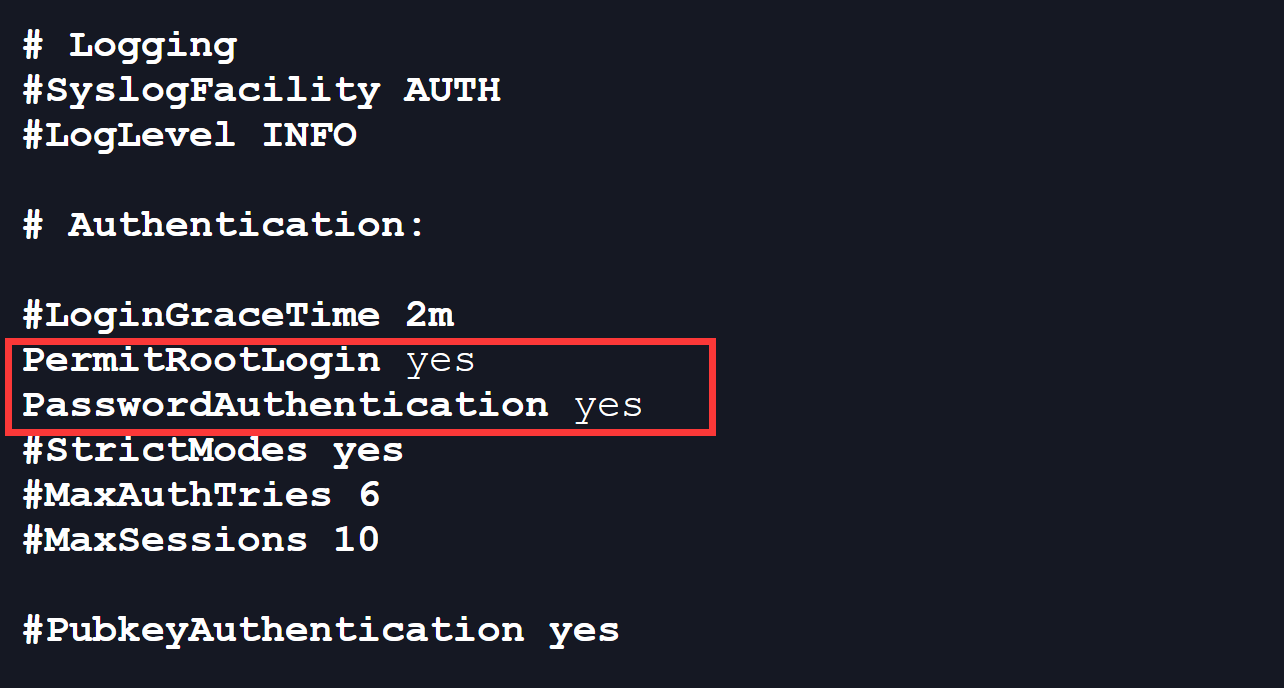 # Logging
#SyslogFacility AUTH
#LogLevel INFO
# Authentication:
#LoginGraceTime 2m
PermitRootLogin yes
PasswordAuthentication yes
#StrictModes yes
#MaxAuthTries 6
#MaxSessions 10
#PubkeyAuthentication yes